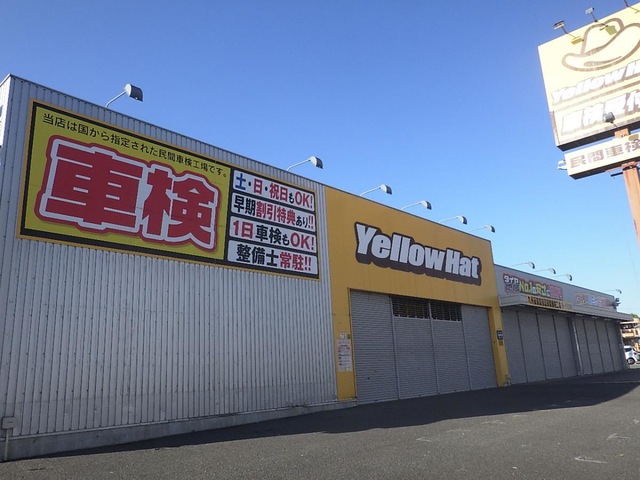 当店は国から指定された民間車検工場です。
車検
土・日・祝日もOK!
早期割引特典あり!!
1日車検もOK!
整備士常駐!!
YellowHat
Yellow Hat
民間車検